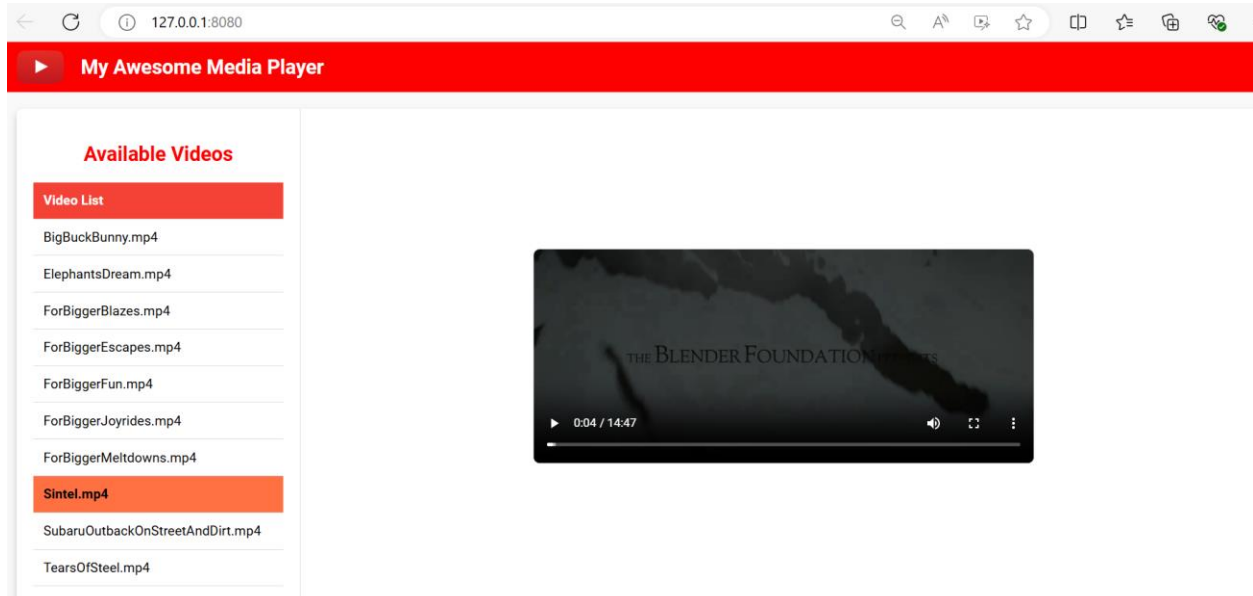 127.0.0.1:8080
My Awesome Media Player
Available Videos
Video List
BigBuckBunny.mp4
ElephantsDream.mp4
ForBiggerBlazes.mp4
ForBiggerEscapes.mp4
ForBiggerFun.mp4
ForBiggerJoyrides.mp4
ForBiggerMeltdowns.mp4
Sintel.mp4
SubaruOutbackOnStreetAndDirt.mp4
TearsOfSteel.mp4
THE BLENDER FOUNDATION
0:04 / 14:47